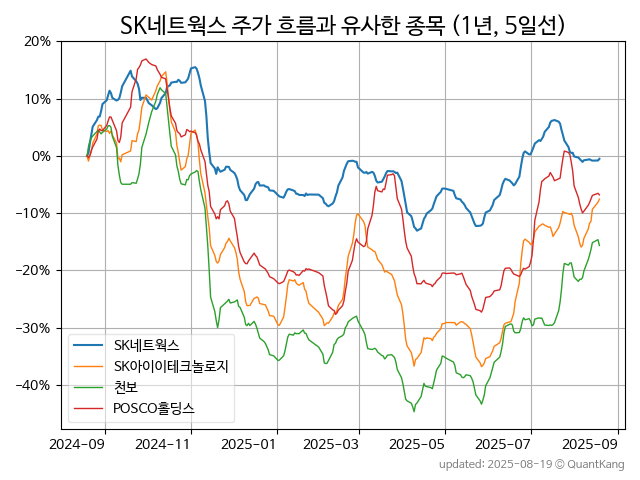 SK네트웍스 주가 흐름과 유사한 종목 (1년, 5일선)
20%
10%
0%
−10%
−20%
−30%
−40%
SK네트웍스
SK아이이테크놀로지
천보
POSCO홀딩스
2024-09
2024-11
2025-01
2025-03
2025-05
2025-07
2025-09
updated: 2025-08-19 © QuantKang